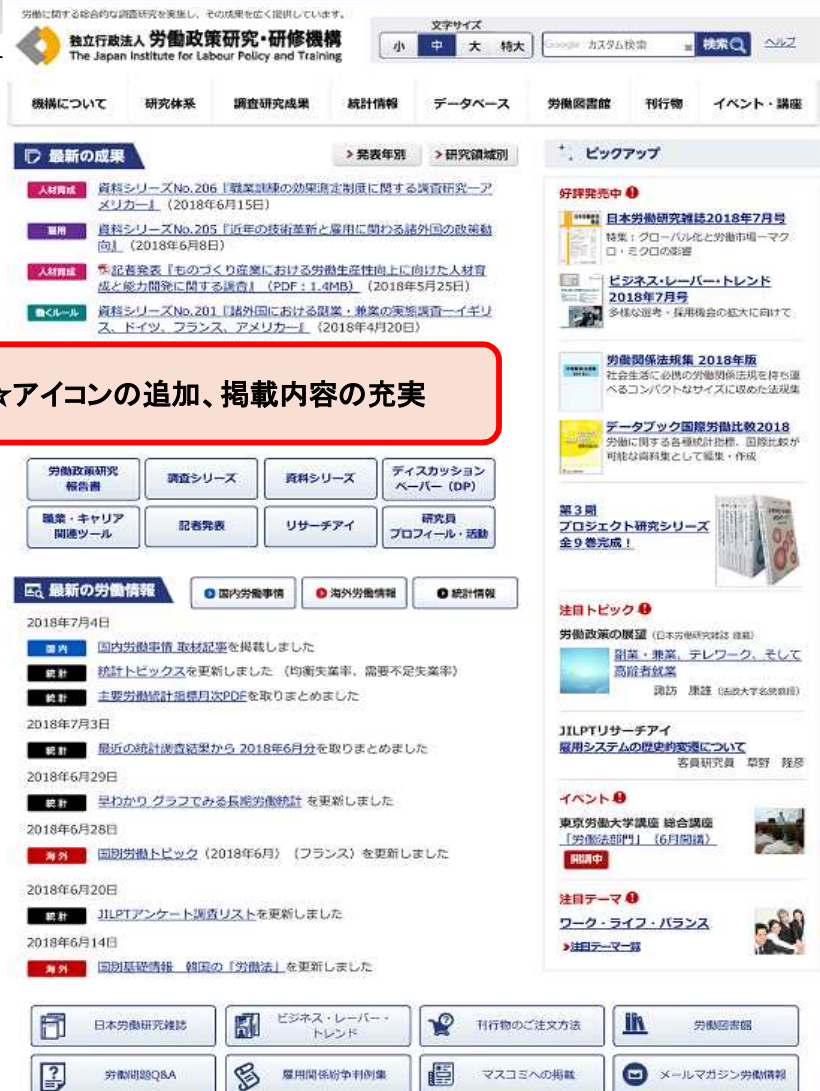 労働に関する総合的な調査研究を実施し、その成果を広く提供しています。
独立行政法人 労働政策研究・研修機構
The Japan Institute for Labour Policy and Training
文字サイズ
小 中 大 特大
Google カスタム検索
検索
ヘルプ
機構について 研究体系 調査研究成果 統計情報 データベース 労働図書館 刊行物 イベント・講座
最新の成果
発表年別 研究領域別
人材育成 資料シリーズNo.206『職業訓練の効果測定制度に関する調査研究―ア
メリカ―』（2018年6月15日）
雇用 資料シリーズNo.205『近年の技術革新と雇用に関わる諸外国の政策動
向』（2018年6月8日）
人材育成 記者発表『ものづくり産業における労働生産性向上に向けた人材育
成と能力開発に関する調査』（PDF：1.4MB）（2018年5月25日）
働くルール 資料シリーズNo.201『諸外国における副業・兼業の実態調査―イギリ
ス、ドイツ、フランス、アメリカ―』（2018年4月20日）
☆アイコンの追加、掲載内容の充実
労働政策研究
報告書
調査シリーズ
資料シリーズ
ディスカッション
ペーパー（DP）
職業・キャリア
関連ツール
記者発表
リサーチアイ
研究員
プロフィール・活動
最新の労働情報
国内労働事情 海外労働情報 統計情報
2018年7月4日
国内 国内労働事情 取材記事を掲載しました
統計 統計トピックスを更新しました（均衡失業率、需要不足失業率）
統計 主要労働統計指標月次PDFを取りまとめました
2018年7月3日
統計 最近の統計調査結果から 2018年6月分を取りまとめました
2018年6月29日
統計 早わかり グラフでみる長期労働統計 を更新しました
2018年6月28日
海外 国別労働トピック（2018年6月）（フランス）を更新しました
2018年6月20日
統計 JILPTアンケート調査リストを更新しました
2018年6月14日
海外 国別基礎情報 韓国の「労働法」を更新しました
ピックアップ
好評発売中
日本労働研究雑誌2018年7月号
特集：グローバル化と労働市場―マク
ロ・ミクロの影響
ビジネス・レーバー・トレンド
2018年7月号
多様な選考・採用機会の拡大に向けて
労働関係法規集 2018年版
社会生活に必携の労働関係法規を持ち運
べるコンパクトなサイズに収めた法規集
データブック国際労働比較2018
労働に関する各種統計指標、国際比較が
可能な資料集として編集・作成
第3期
プロジェクト研究シリーズ
全9巻完成！
注目トピック
労働政策の展望（日本労働研究雑誌 連載）
副業・兼業、テレワーク、そして
高齢者就業
諏訪 康雄（法政大学名誉教授）
JILPTリサーチアイ
雇用システムの歴史的変遷について
客員研究員 草野 隆彦
イベント
東京労働大学講座 総合講座
「労働法部門」（6月開講）
開講中
注目テーマ
ワーク・ライフ・バランス
注目テーマ一覧
日本労働研究雑誌
ビジネス・レーバー・
トレンド
刊行物のご注文方法
労働図書館
労働問題Q&A
雇用関係紛争判例集
マスコミへの掲載
メールマガジン労働情報